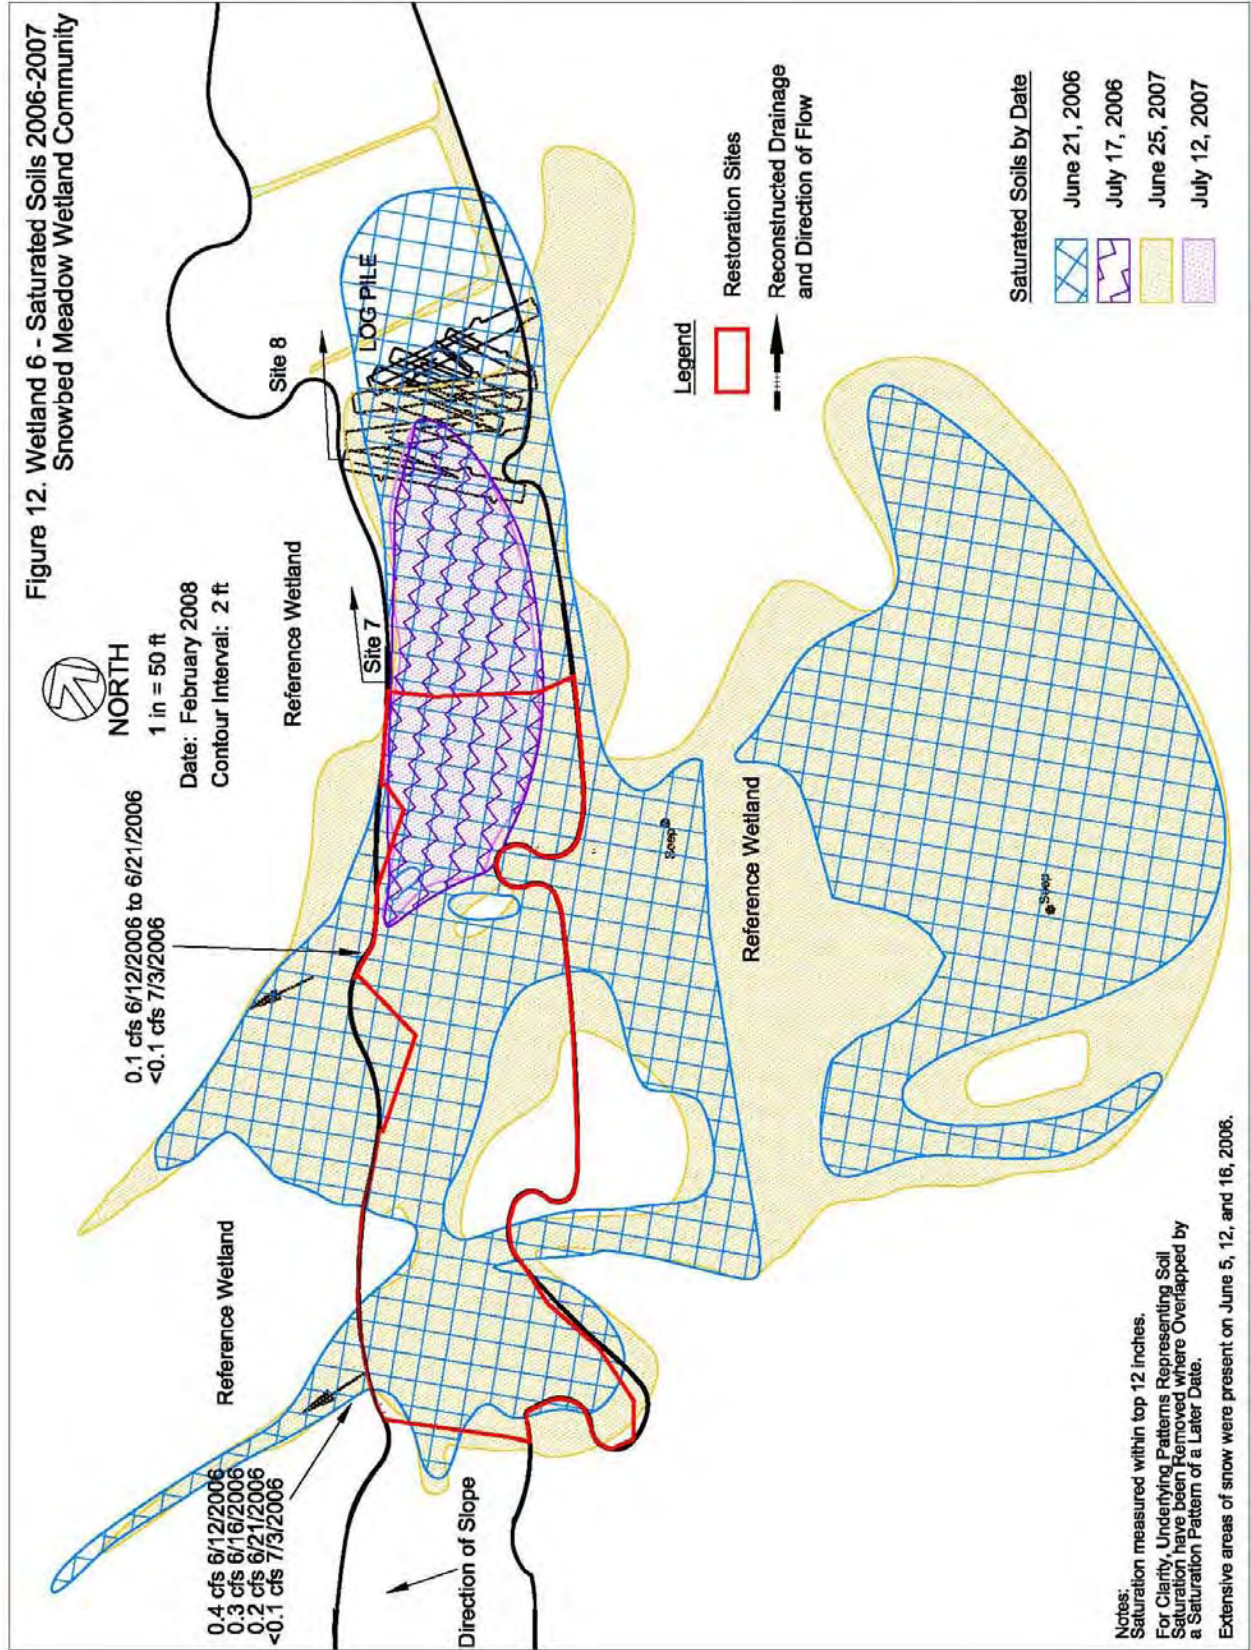 Figure 12. Wetland 6 - Saturated Soils 2006-2007
Snowbed Meadow Wetland Community
NORTH
1 in = 50 ft
Date: February 2008
Contour Interval: 2 ft
0.1 cfs 6/12/2006 to 6/21/2006
<0.1 cfs 7/3/2006
0.4 cfs 6/12/2006
0.3 cfs 6/16/2006
0.2 cfs 6/21/2006
<0.1 cfs 7/3/2006
Reference Wetland
Reference Wetland
Site 7
Site 8
LOG PILE
Direction of Slope
Seep
Reference Wetland
Seep
Legend
Restoration Sites
Reconstructed Drainage
and Direction of Flow
Saturated Soils by Date
June 21, 2006
July 17, 2006
June 25, 2007
July 12, 2007
Notes:
Saturation measured within top 12 inches.
For Clarity, Underlying Patterns Representing Soil
Saturation have been Removed where Overlapped by
a Saturation Pattern of a Later Date.
Extensive areas of snow were present on June 5, 12, and 16, 2006.